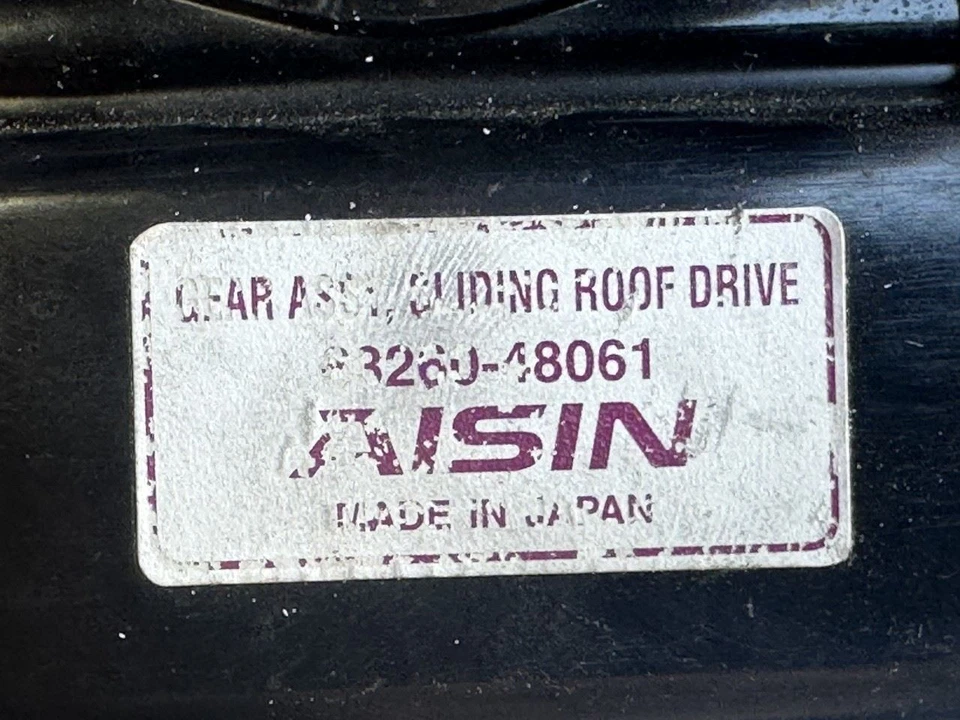 GEAR ASSY, SLIDING ROOF DRIVE
63260-48061
AISIN
MADE IN JAPAN